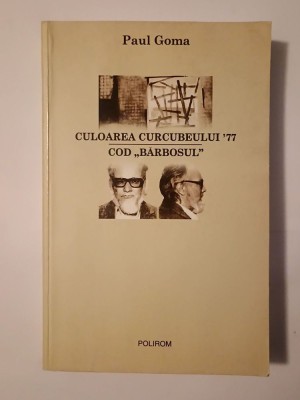 Paul Goma
CULOAREA CURCUBEULUI '77
COD „BĂRBOSUL”
POLIROM